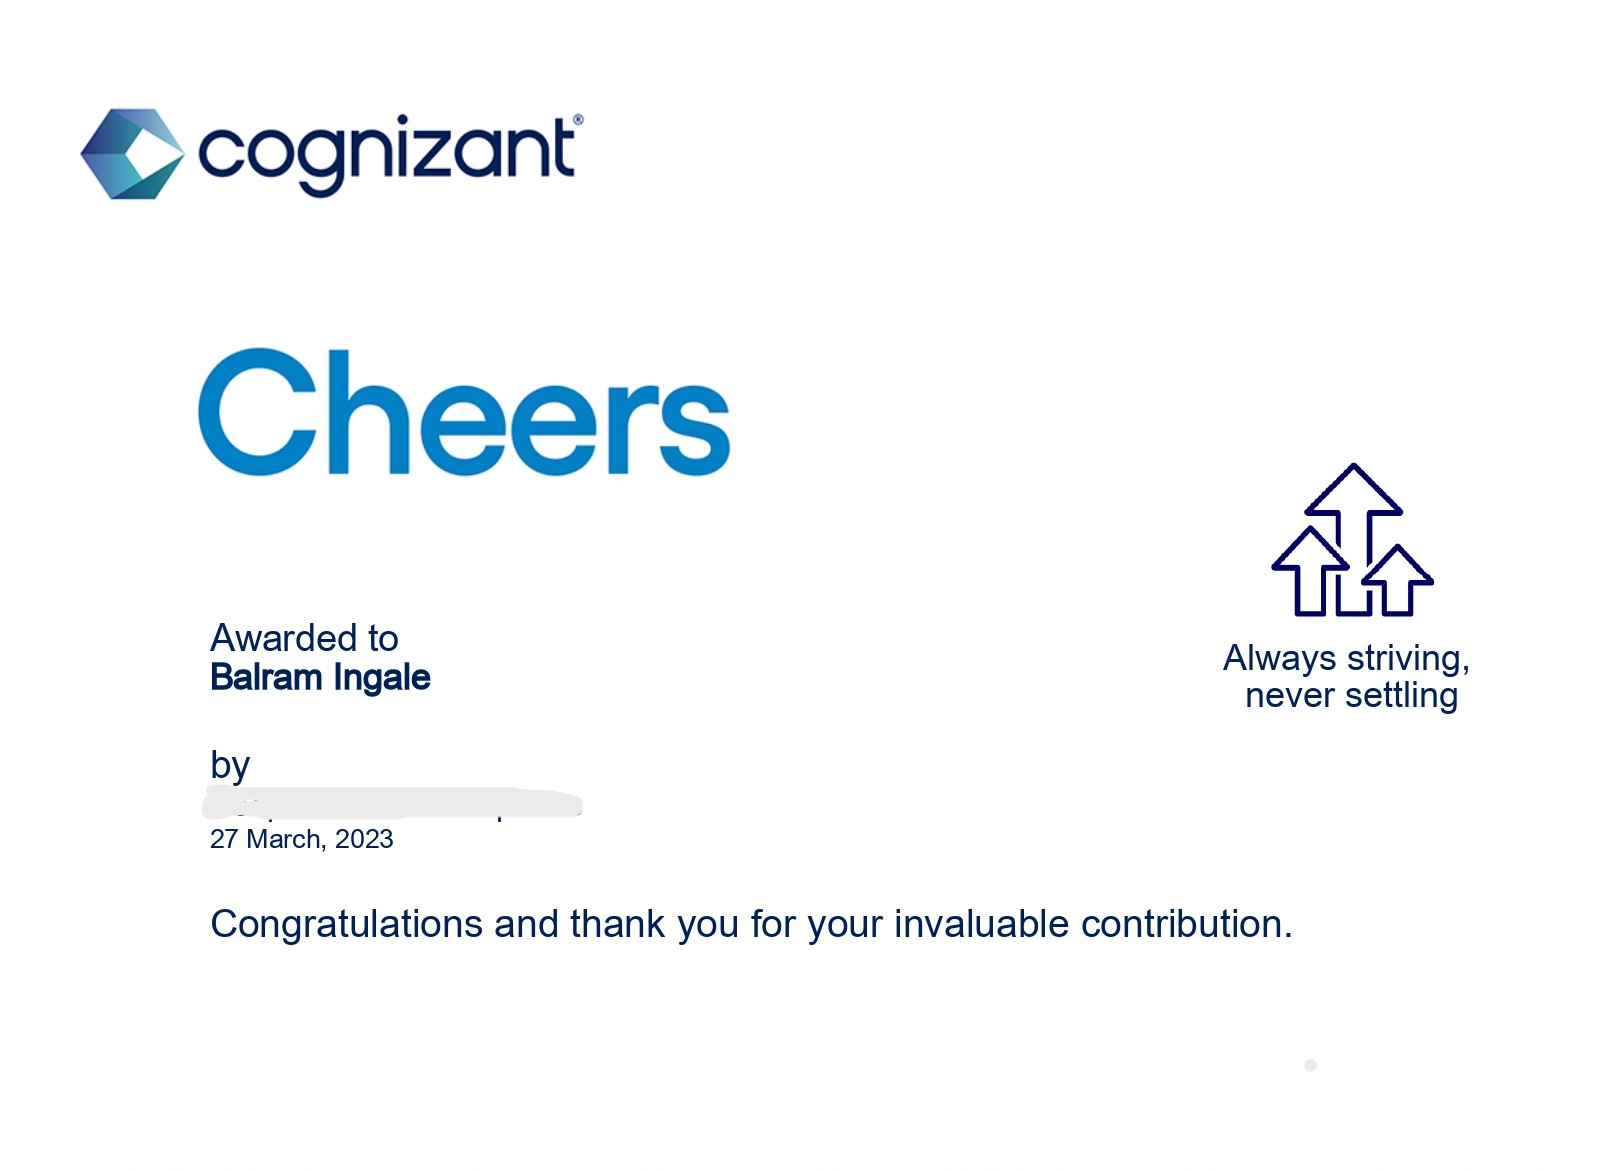 cognizant®
Cheers
Awarded to
Balram Ingale
by
27 March, 2023
Always striving,
never settling
Congratulations and thank you for your invaluable contribution.